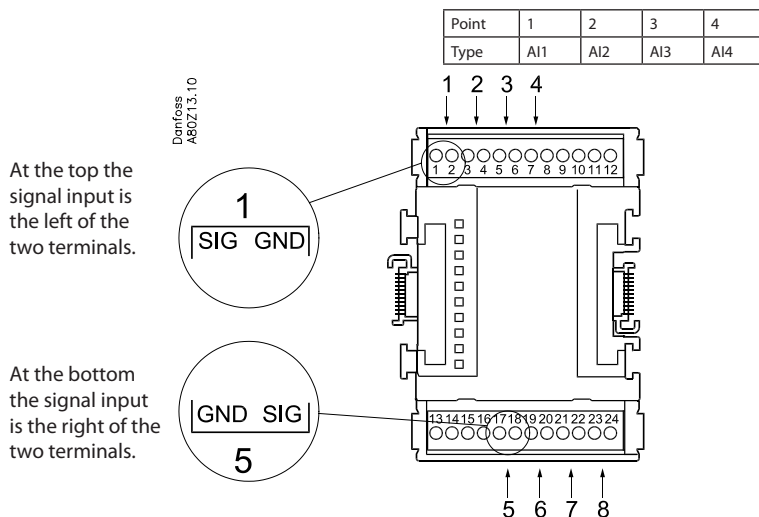 Point 1 2 3 4
Type AI1 AI2 AI3 AI4
1 2 3 4
Danfoss
A80Z13.10
1 2 3 4 5 6 7 8 9 10 11 12
At the top the
signal input is
the left of the
two terminals.
1
SIG GND
At the bottom
the signal input
is the right of the
two terminals.
GND SIG
5
13 14 15 16 17 18 19 20 21 22 23 24
5 6 7 8